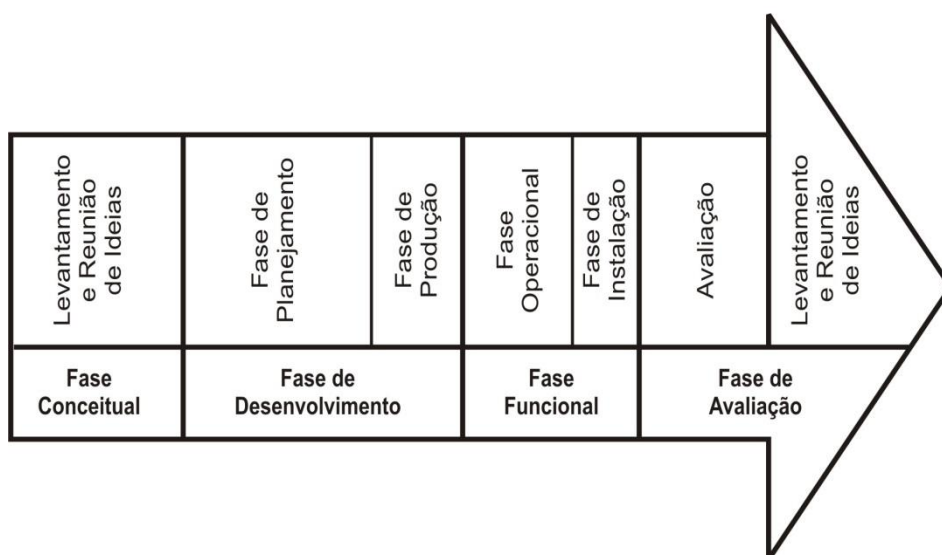 Levantamento
e Reunião
de Ideias
Fase de
Planejamento
Fase de
Produção
Fase
Operacional
Fase de
Instalação
Avaliação
Levantamento
e Reunião
de Ideias
Fase
Conceitual
Fase de
Desenvolvimento
Fase
Funcional
Fase de
Avaliação